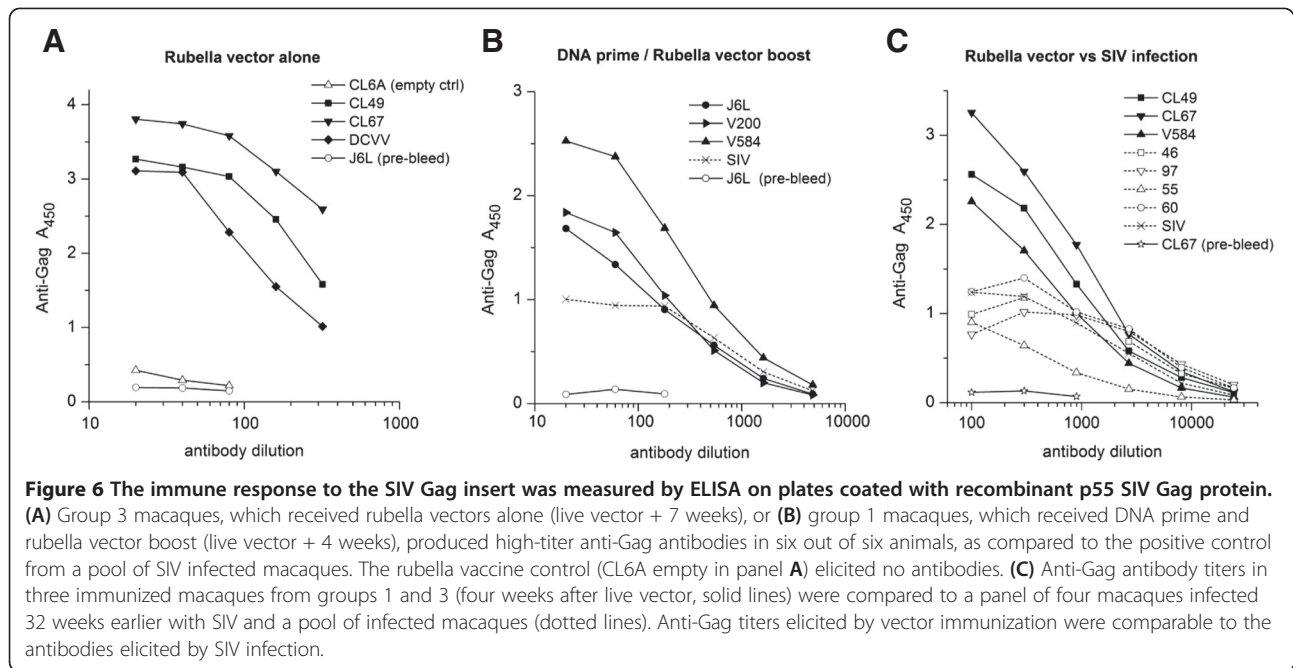 A
Rubella vector alone
CL6A (empty ctrl)
CL49
CL67
DCVV
J6L (pre-bleed)
Anti-Gag A450
4
3
2
1
0
10
100
1000
antibody dilution
B
DNA prime / Rubella vector boost
J6L
V200
V584
SIV
J6L (pre-bleed)
Anti-Gag A450
3
2
1
0
10
100
1000
10000
antibody dilution
C
Rubella vector vs SIV infection
CL49
CL67
V584
46
97
55
60
SIV
CL67 (pre-bleed)
Anti-Gag A450
3
2
1
0
100
1000
10000
antibody dilution
Figure 6 The immune response to the SIV Gag insert was measured by ELISA on plates coated with recombinant p55 SIV Gag protein.
(A) Group 3 macaques, which received rubella vectors alone (live vector + 7 weeks), or (B) group 1 macaques, which received DNA prime and
rubella vector boost (live vector + 4 weeks), produced high-titer anti-Gag antibodies in six out of six animals, as compared to the positive control
from a pool of SIV infected macaques. The rubella vaccine control (CL6A empty in panel A) elicited no antibodies. (C) Anti-Gag antibody titers in
three immunized macaques from groups 1 and 3 (four weeks after live vector, solid lines) were compared to a panel of four macaques infected
32 weeks earlier with SIV and a pool of infected macaques (dotted lines). Anti-Gag titers elicited by vector immunization were comparable to the
antibodies elicited by SIV infection.